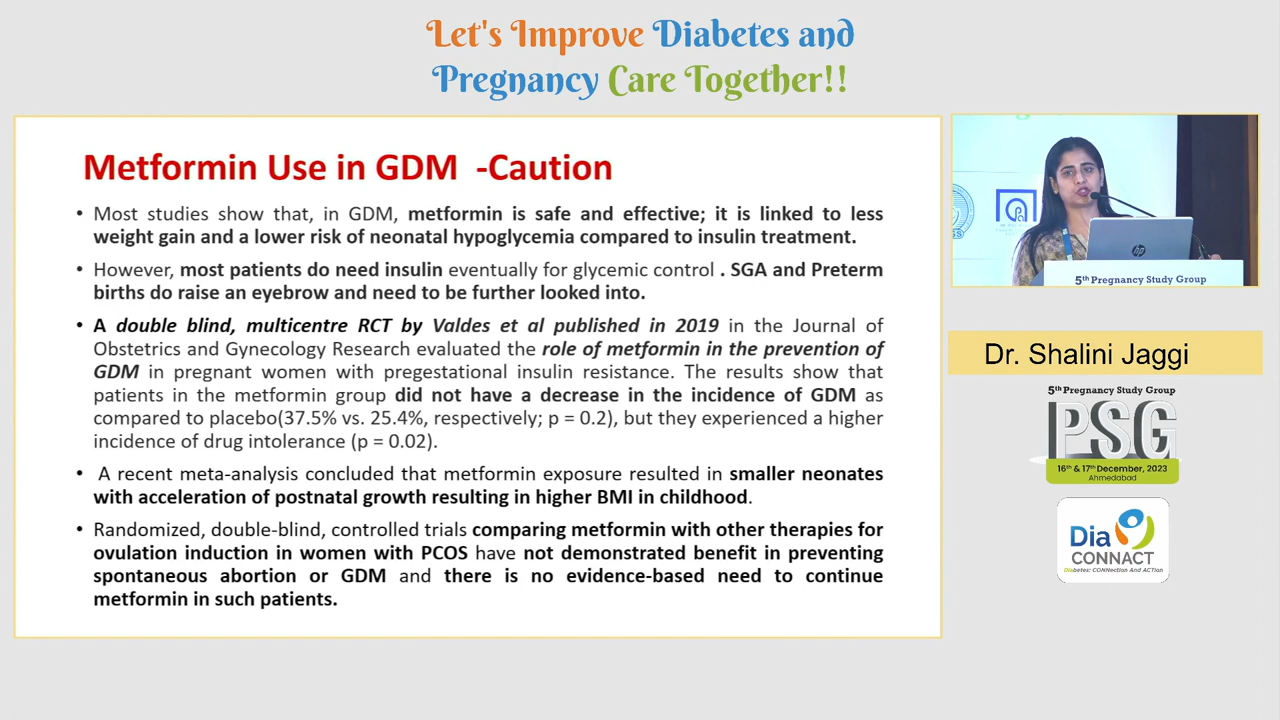 Let's Improve Diabetes and
Pregnancy Care Together!!
Metformin Use in GDM -Caution
• Most studies show that, in GDM, metformin is safe and effective; it is linked to less
weight gain and a lower risk of neonatal hypoglycemia compared to insulin treatment.
• However, most patients do need insulin eventually for glycemic control . SGA and Preterm
births do raise an eyebrow and need to be further looked into.
• A double blind, multicentre RCT by Valdes et al published in 2019 in the Journal of
Obstetrics and Gynecology Research evaluated the role of metformin in the prevention of
GDM in pregnant women with pregestational insulin resistance. The results show that
patients in the metformin group did not have a decrease in the incidence of GDM as
compared to placebo(37.5% vs. 25.4%, respectively; p = 0.2), but they experienced a higher
incidence of drug intolerance (p = 0.02).
• A recent meta-analysis concluded that metformin exposure resulted in smaller neonates
with acceleration of postnatal growth resulting in higher BMI in childhood.
• Randomized, double-blind, controlled trials comparing metformin with other therapies for
ovulation induction in women with PCOS have not demonstrated benefit in preventing
spontaneous abortion or GDM and there is no evidence-based need to continue
metformin in such patients.
hp
5th Pregnancy Study Group
Dr. Shalini Jaggi
5th Pregnancy Study Group
PSG
16th & 17th December, 2023
Ahmedabad
Dia
CONNACT
Diabetes: CONNection And ACTion